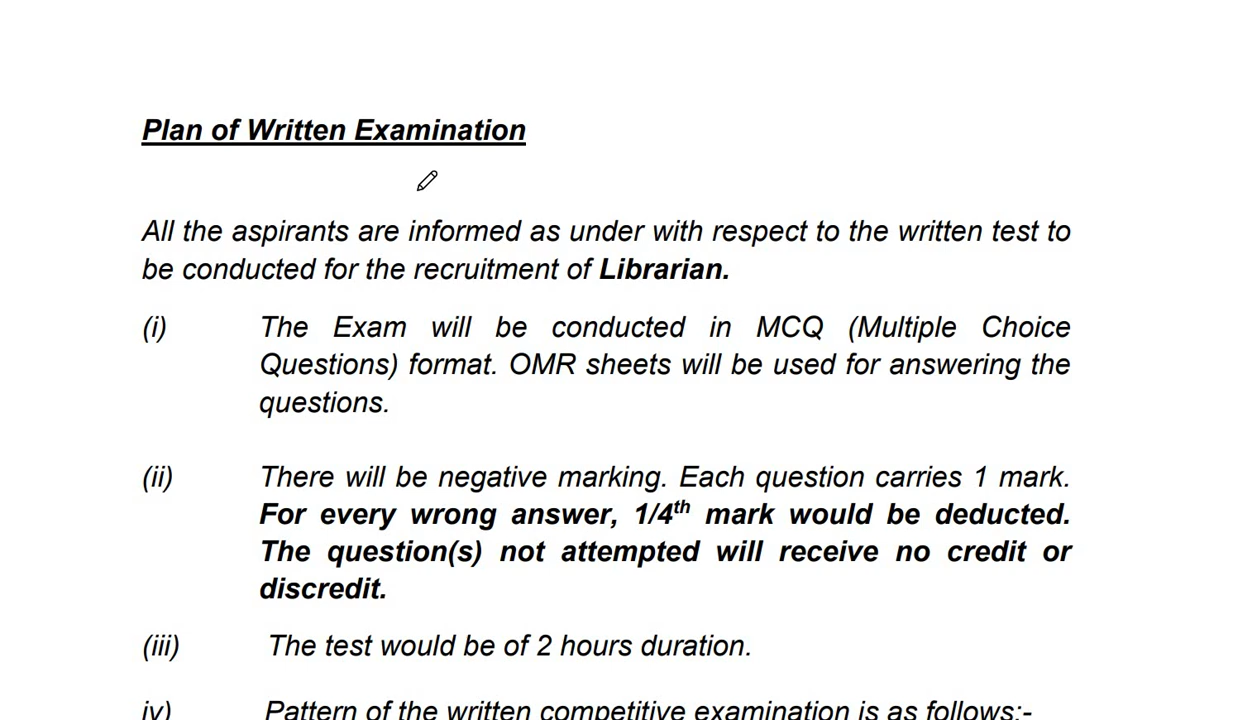 Plan of Written Examination
All the aspirants are informed as under with respect to the written test to
be conducted for the recruitment of Librarian.
(i) The Exam will be conducted in MCQ (Multiple Choice
Questions) format. OMR sheets will be used for answering the
questions.
(ii) There will be negative marking. Each question carries 1 mark.
For every wrong answer, 1/4th mark would be deducted.
The question(s) not attempted will receive no credit or
discredit.
(iii) The test would be of 2 hours duration.
iv) Pattern of the written competitive examination is as follows:-